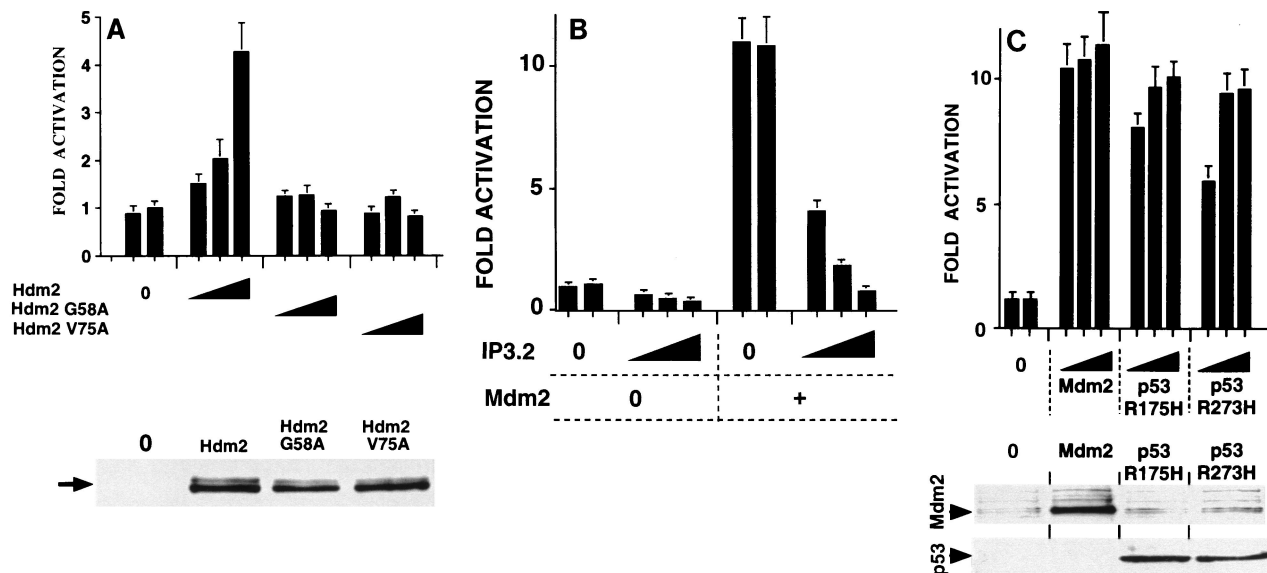 A
FOLD ACTIVATION
5
4
3
2
1
0
Hdm2
0
Hdm2 G58A
Hdm2 V75A
0
Hdm2
Hdm2
G58A
Hdm2
V75A
B
FOLD ACTIVATION
10
5
0
IP3.2
0
0
Mdm2
0
+
C
FOLD ACTIVATION
10
5
0
0
Mdm2
p53
R175H
p53
R273H
0
Mdm2
p53
R175H
p53
R273H
Mdm2
p53